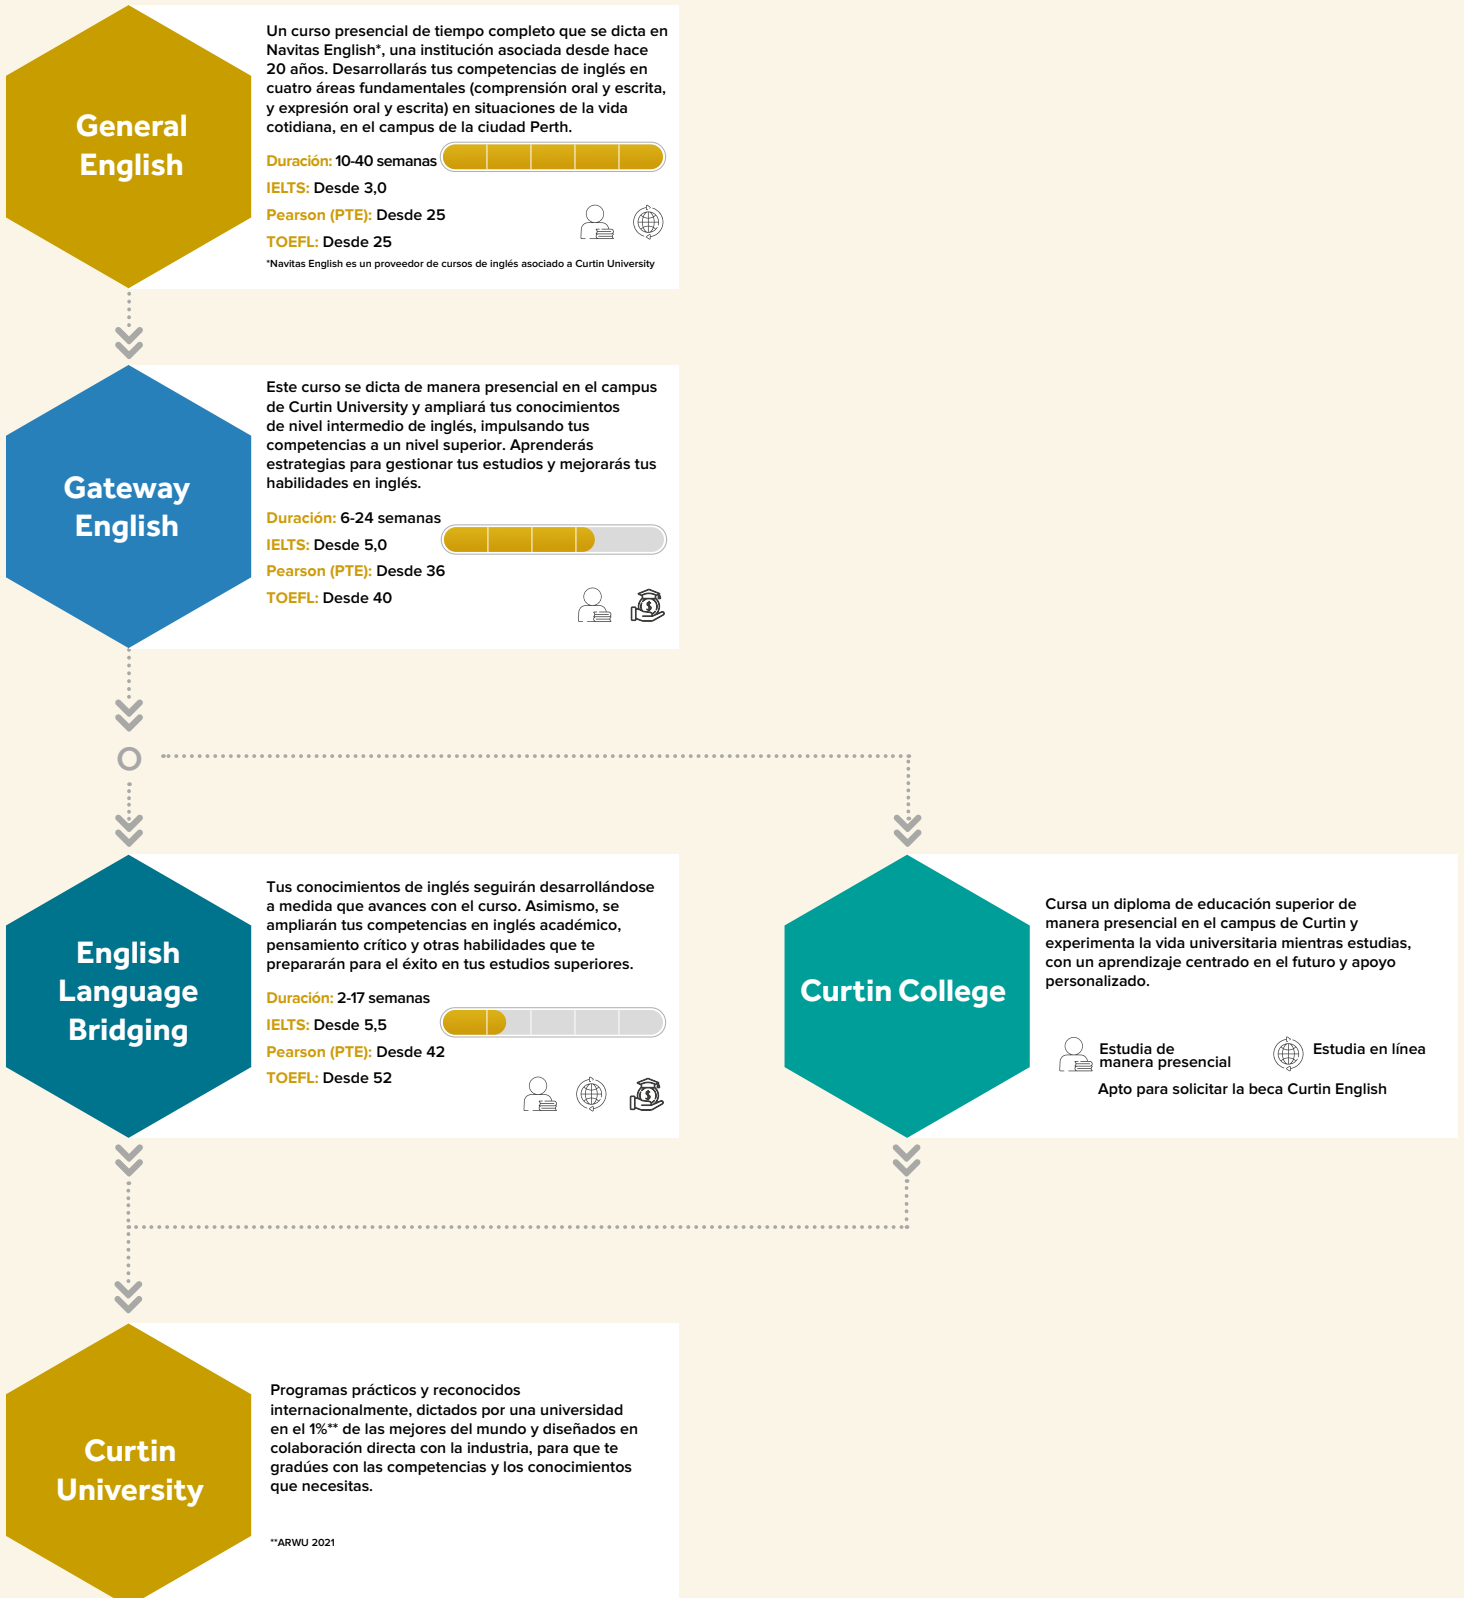 General
English
Un curso presencial de tiempo completo que se dicta en
Navitas English*, una institución asociada desde hace
20 años. Desarrollarás tus competencias de inglés en
cuatro áreas fundamentales (comprensión oral y escrita,
y expresión oral y escrita) en situaciones de la vida
cotidiana, en el campus de la ciudad Perth.
Duración: 10-40 semanas
IELTS: Desde 3,0
Pearson (PTE): Desde 25
TOEFL: Desde 25
*Navitas English es un proveedor de cursos de inglés asociado a Curtin University
Gateway
English
Este curso se dicta de manera presencial en el campus
de Curtin University y ampliará tus conocimientos
de nivel intermedio de inglés, impulsando tus
competencias a un nivel superior. Aprenderás
estrategias para gestionar tus estudios y mejorarás tus
habilidades en inglés.
Duración: 6-24 semanas
IELTS: Desde 5,0
Pearson (PTE): Desde 36
TOEFL: Desde 40
O
English
Language
Bridging
Tus conocimientos de inglés seguirán desarrollándose
a medida que avances con el curso. Asimismo, se
ampliarán tus competencias en inglés académico,
pensamiento crítico y otras habilidades que te
prepararán para el éxito en tus estudios superiores.
Duración: 2-17 semanas
IELTS: Desde 5,5
Pearson (PTE): Desde 42
TOEFL: Desde 52
Curtin College
Cursa un diploma de educación superior de
manera presencial en el campus de Curtin y
experimenta la vida universitaria mientras estudias,
con un aprendizaje centrado en el futuro y apoyo
personalizado.
Estudia de
manera presencial
Estudia en línea
Apto para solicitar la beca Curtin English
Curtin
University
Programas prácticos y reconocidos
internacionalmente, dictados por una universidad
en el 1%** de las mejores del mundo y diseñados en
colaboración directa con la industria, para que te
gradúes con las competencias y los conocimientos
que necesitas.
**ARWU 2021